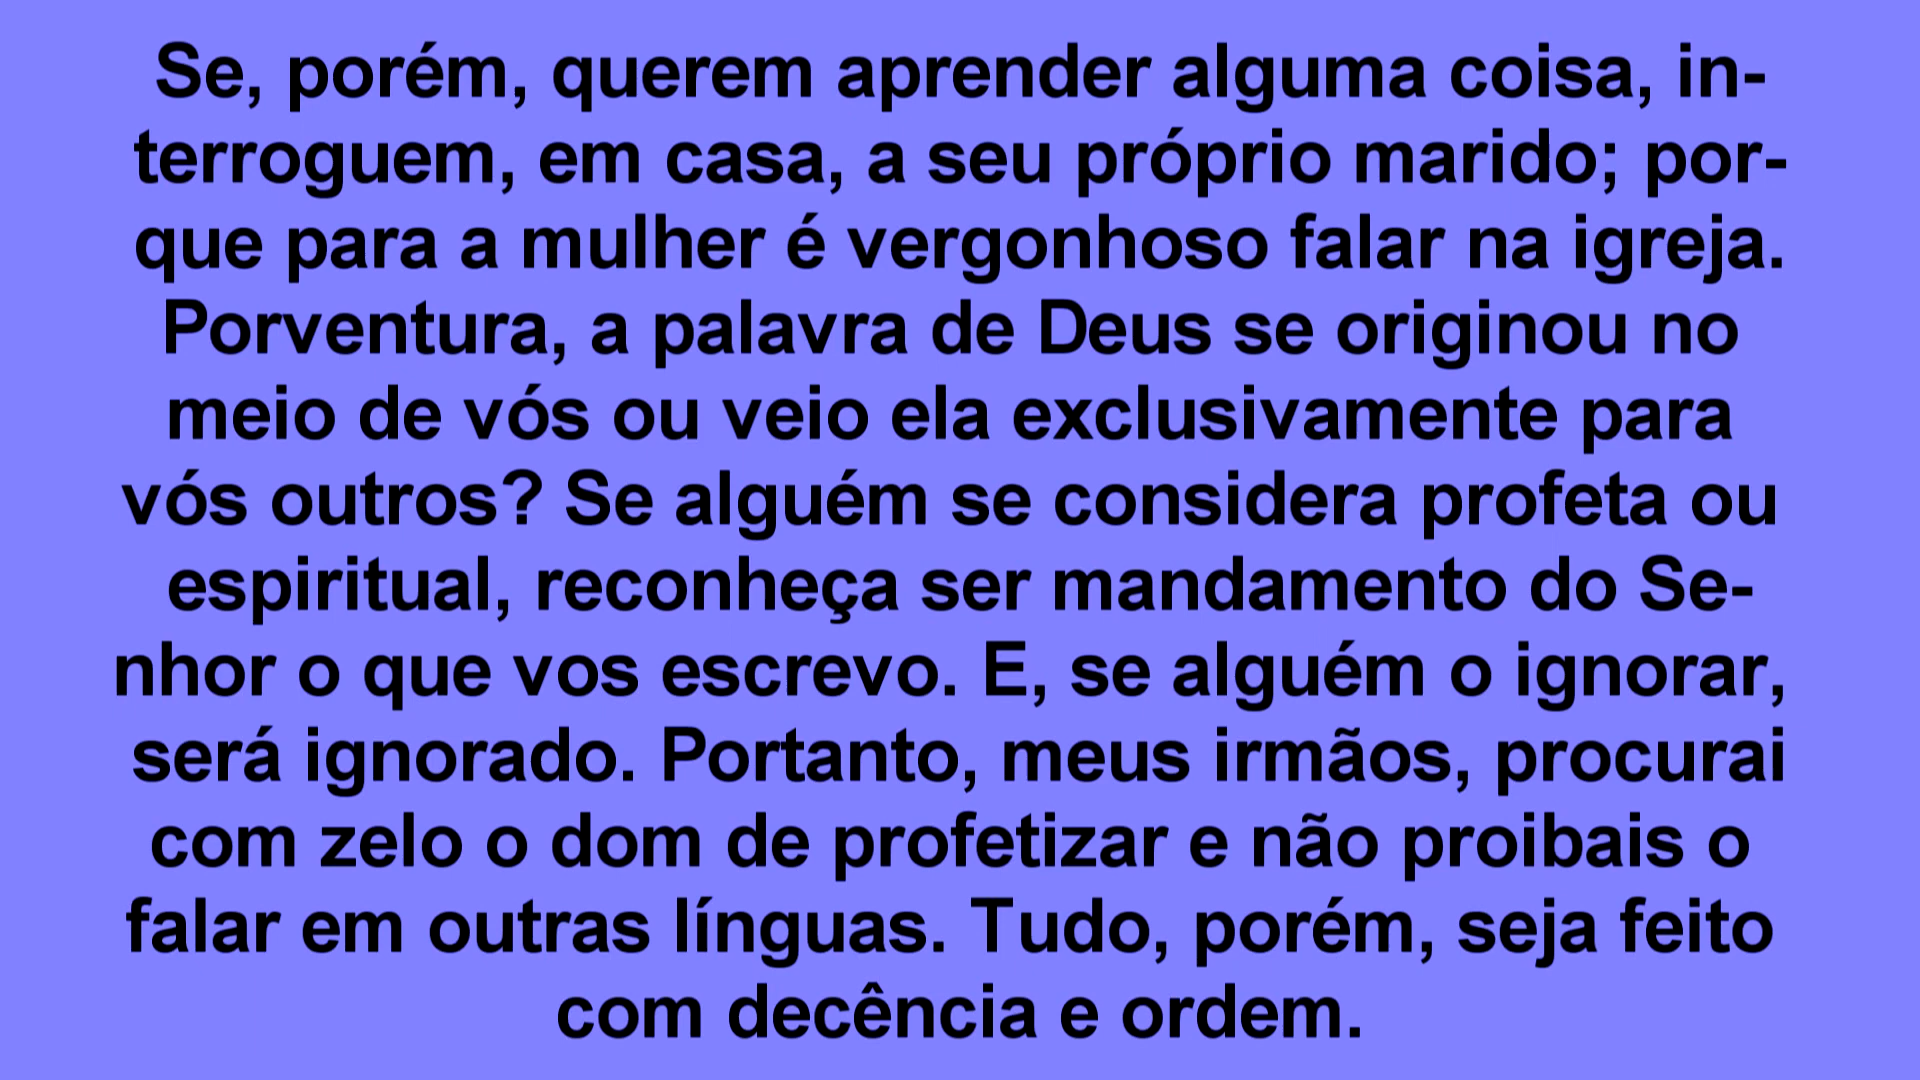 Se, porém, querem aprender alguma coisa, in-
terroguem, em casa, a seu próprio marido; por-
que para a mulher é vergonhoso falar na igreja.
Porventura, a palavra de Deus se originou no
meio de vós ou veio ela exclusivamente para
vós outros? Se alguém se considera profeta ou
espiritual, reconheça ser mandamento do Se-
nhor o que vos escrevo. E, se alguém o ignorar,
será ignorado. Portanto, meus irmãos, procurai
com zelo o dom de profetizar e não proibais o
falar em outras línguas. Tudo, porém, seja feito
com decência e ordem.